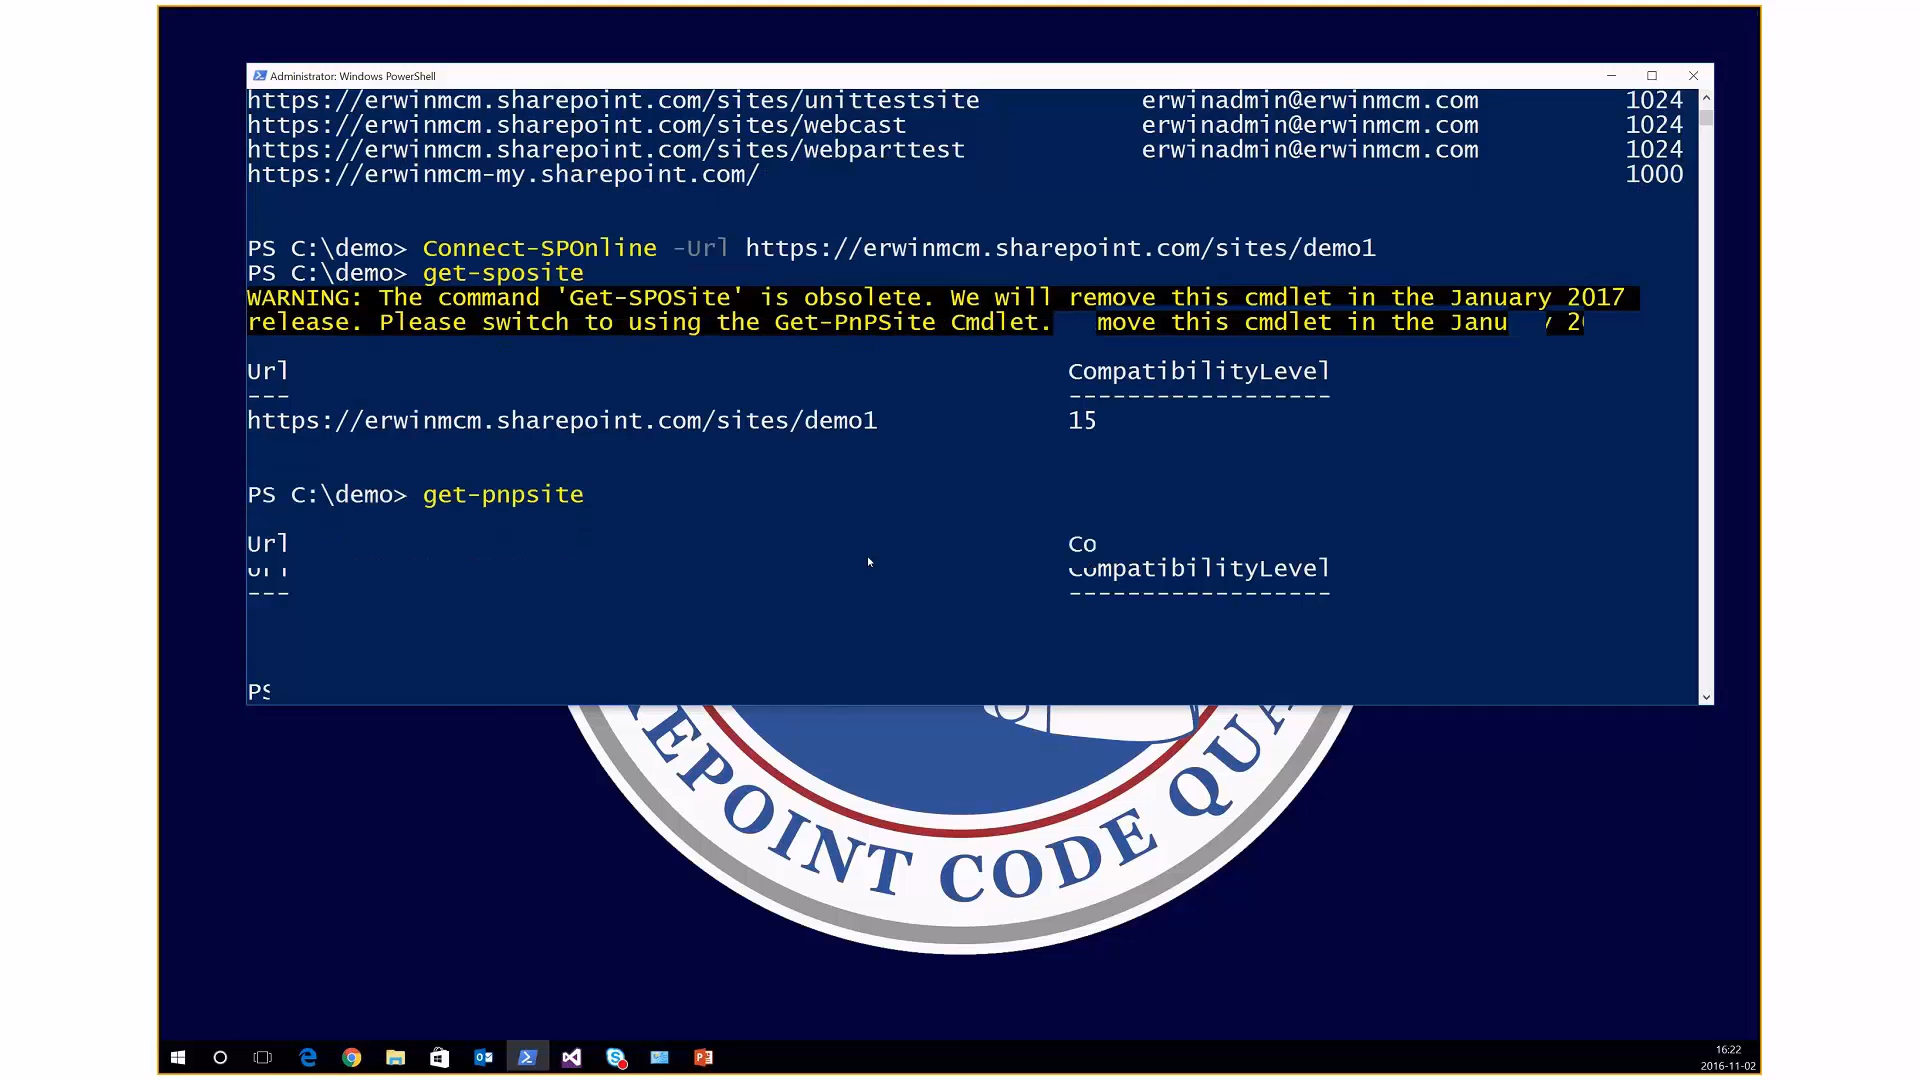 Administrator: Windows PowerShell
https://erwinmcm.sharepoint.com/sites/unittestsite erwinadmin@erwinmcm.com 1024
https://erwinmcm.sharepoint.com/sites/webcast erwinadmin@erwinmcm.com 1024
https://erwinmcm.sharepoint.com/sites/webparttest erwinadmin@erwinmcm.com 1024
https://erwinmcm-my.sharepoint.com/ 1000
PS C:\demo> Connect-SPOnline -Url https://erwinmcm.sharepoint.com/sites/demo1
PS C:\demo> get-sposite
WARNING: The command 'Get-SPOSite' is obsolete. We will remove this cmdlet in the January 2017
release. Please switch to using the Get-PnPSite Cmdlet. move this cmdlet in the Janu
Url CompatibilityLevel
--- ------------------
https://erwinmcm.sharepoint.com/sites/demo1 15
PS C:\demo> get-pnpsite
Url Co
Url CompatibilityLevel
--- ------------------
PS
EPOINT CODE QUA
16:22
2016-11-02